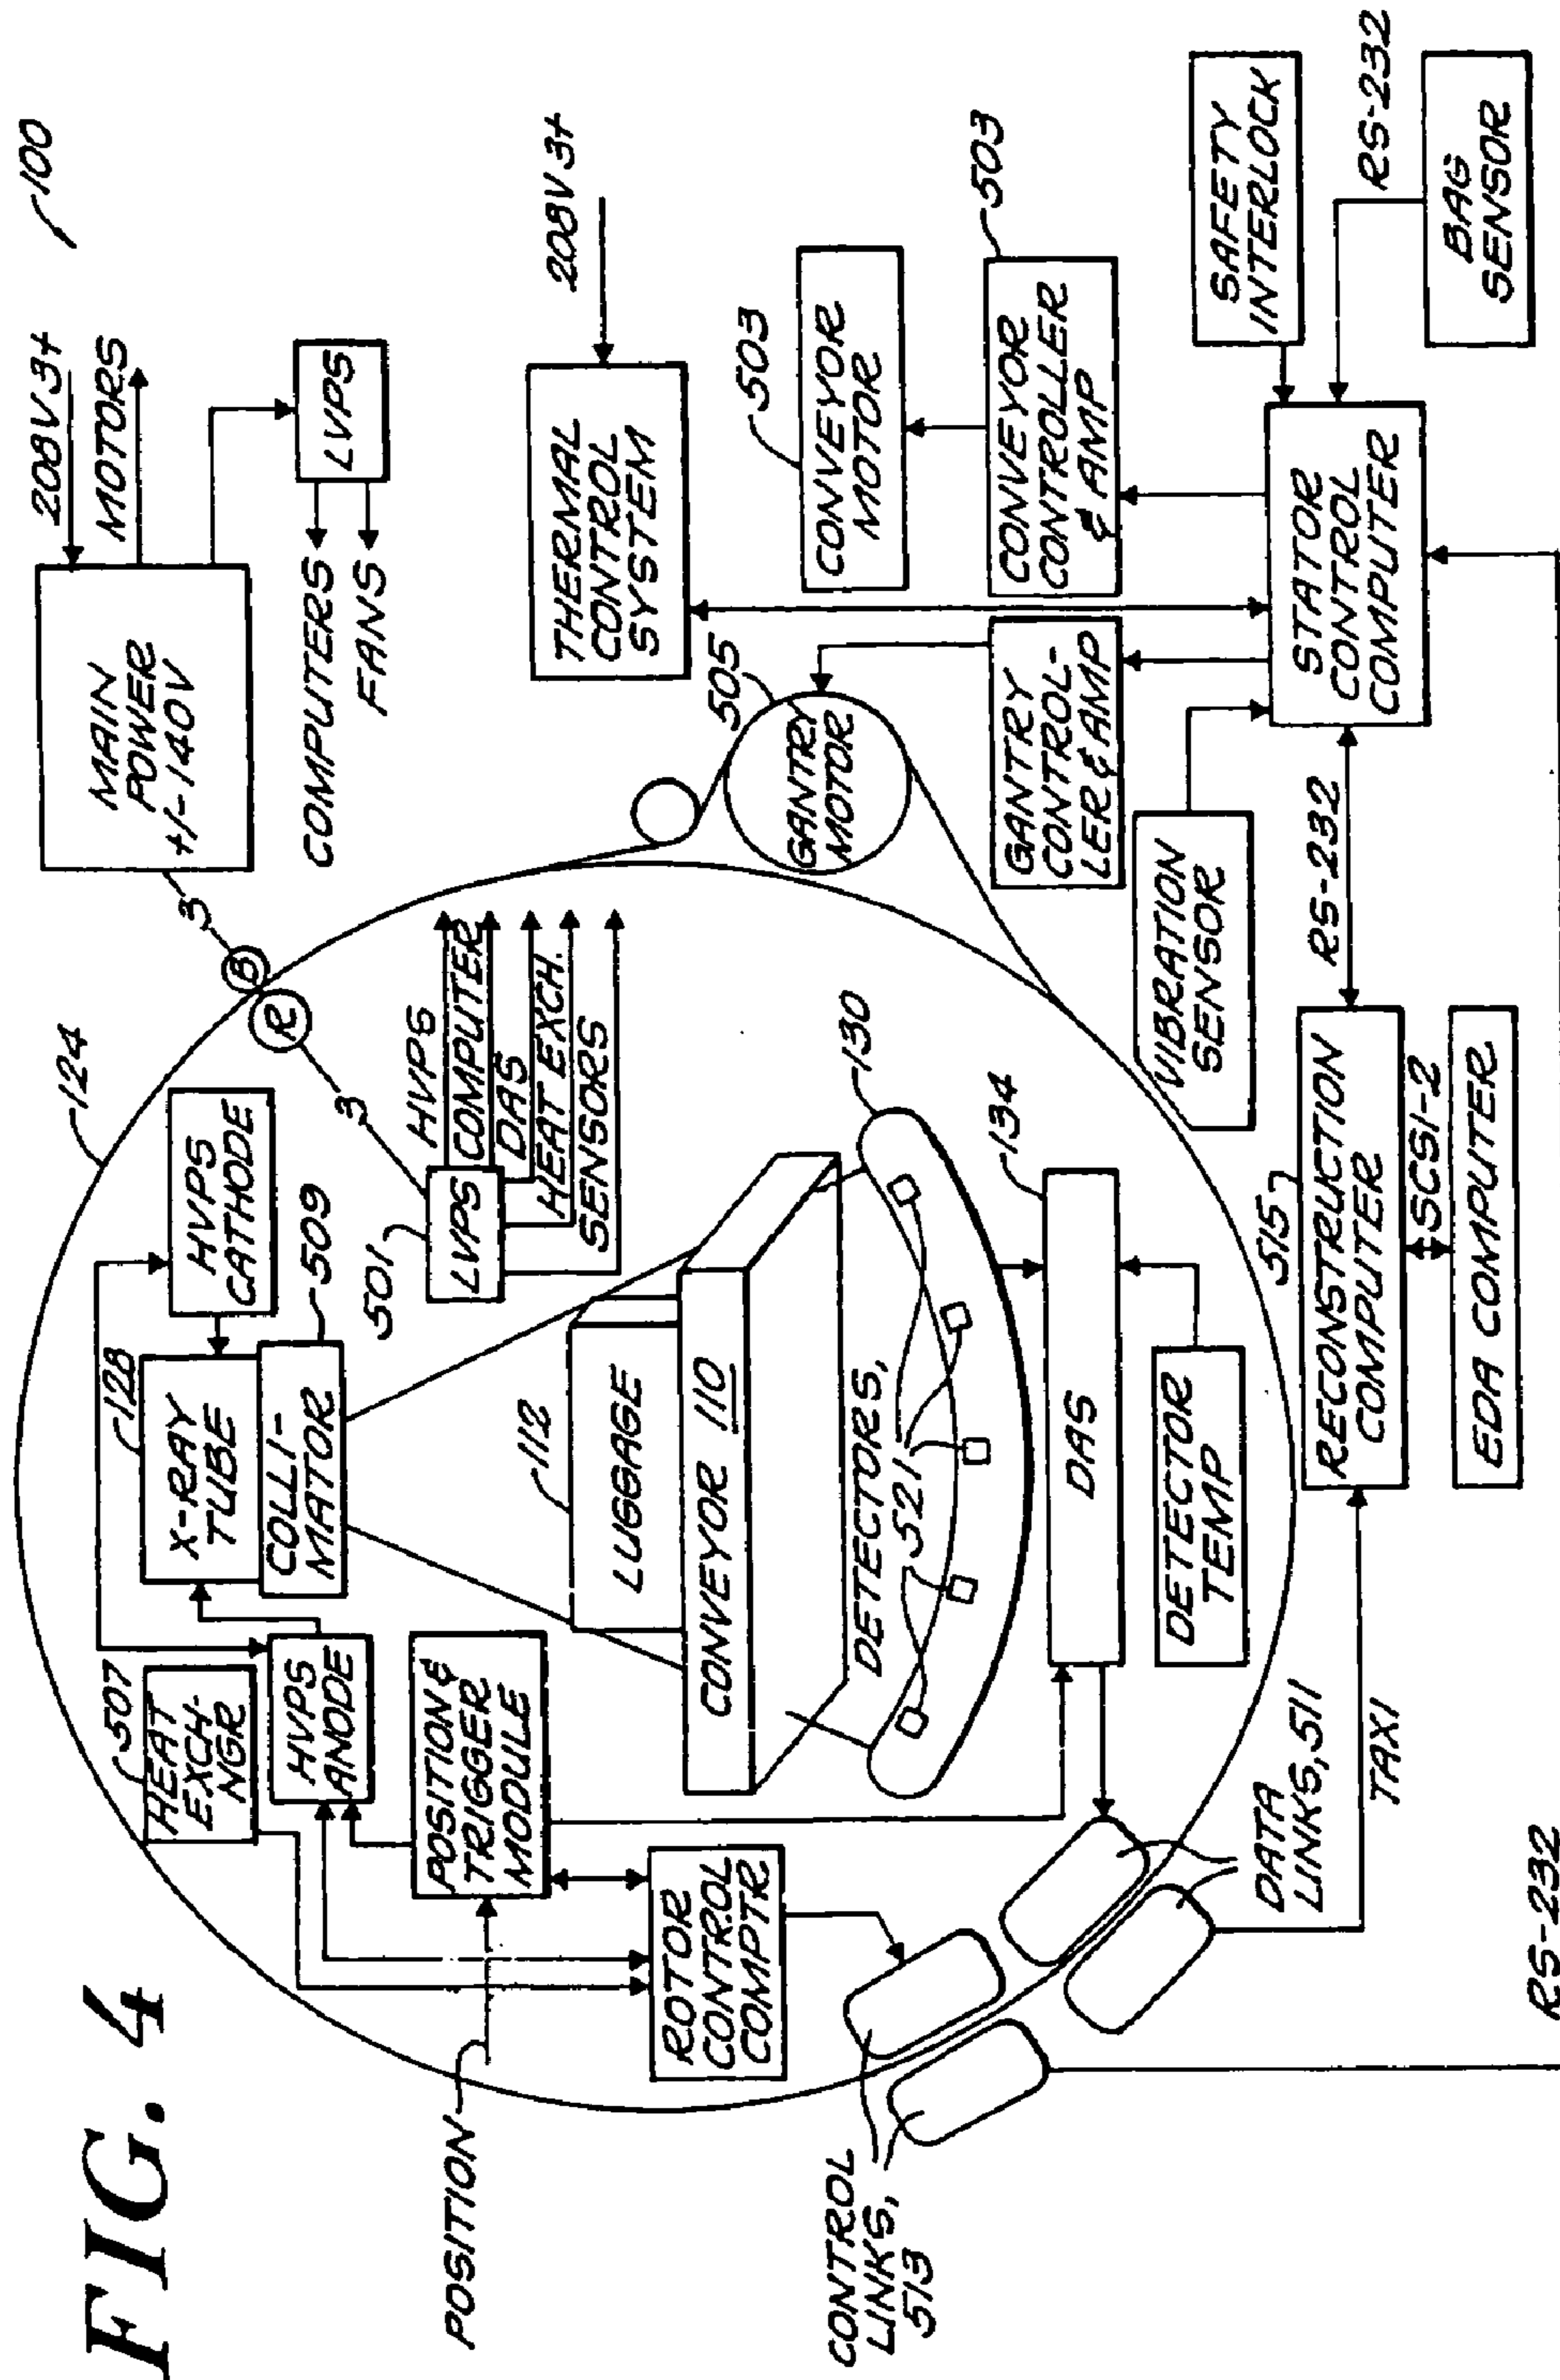 FIG. 4
100
208V3+
MOTORS
MAIN
POWER
+/-140V
LVPS
COMPUTERS
FANS
3
B
R
3
124
HVPS
CATHODE
128
X-RAY
TUBE
COLLI-
MATOR
509
507
HEAT
EXCH-
NGR
HVPS
ANODE
501
LVPS
HVPS
COMPUTER
DAS
HEAT EXCH.
SENSORS
POSITION &
TRIGGER
MODULE
POSITION
ROTOR
CONTROL
COMPTR
112
LUGGAGE
CONVEYOR 110
DETECTORS,
521
130
134
DAS
DETECTOR
TEMP
CONTROL
LINKS,
513
DATA
LINKS,511
TAXI
515
RECONSTRUCTION
COMPUTER
SCSI-2
EDA COMPUTER
RS-232
RS-232
208V3+
THERMAL
CONTROL
SYSTEM
505
GANTRY
MOTOR
503
CONVEYOR
MOTOR
503
CONVEYOR
CONTROLLER
& AMP
GANTRY
CONTROL-
LER & AMP
VIBRATION
SENSOR
STATOR
CONTROL
COMPUTER
SAFETY
INTERLOCK
RS-232
BAG
SENSOR